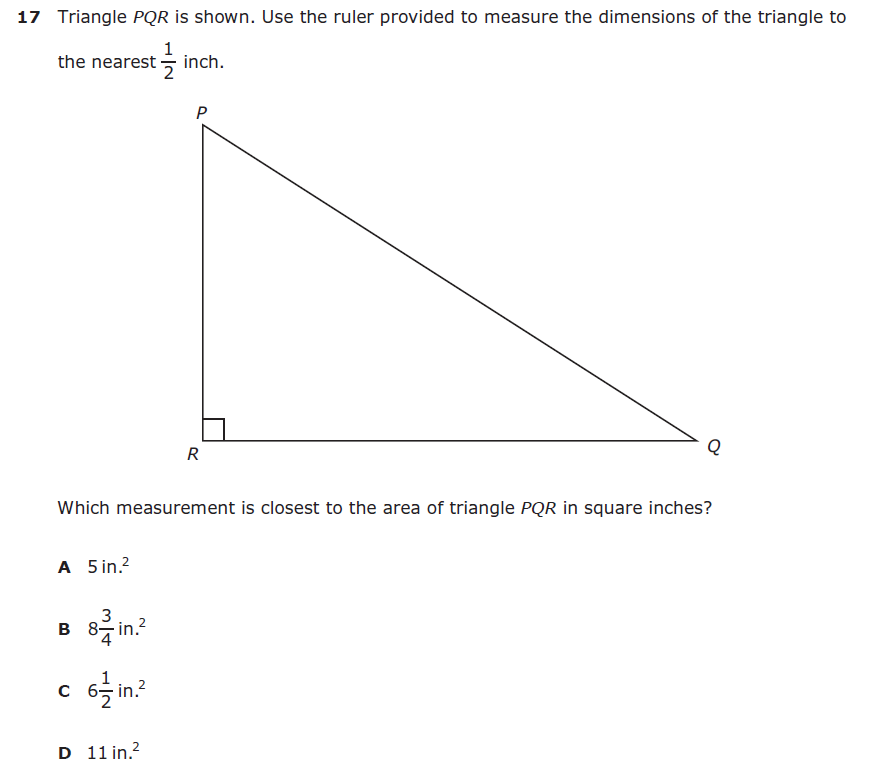 17 Triangle PQR is shown. Use the ruler provided to measure the dimensions of the triangle to
the nearest 1/2 inch.
P
R
Q
Which measurement is closest to the area of triangle PQR in square inches?
A 5 in.²
B 8 3/4 in.²
C 6 1/2 in.²
D 11 in.²